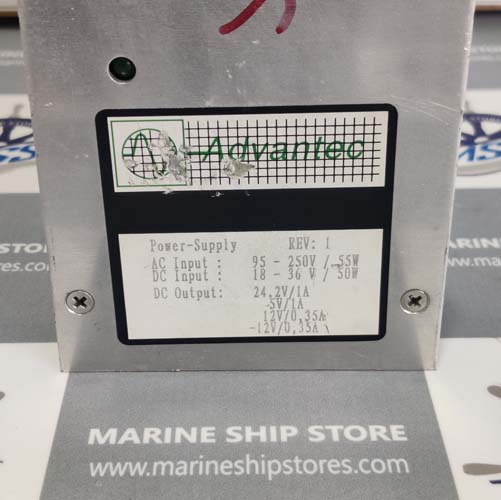 Advantec
Power-Supply REV: 1
AC Input : 95 - 250V / 55W
DC Input : 18 - 36 V / 50W
DC Output: 24,2V/1A
5V/1A
12V/0,35A
-12V/0,35A
MARINE SHIP STORE
www.marineshipstores.com